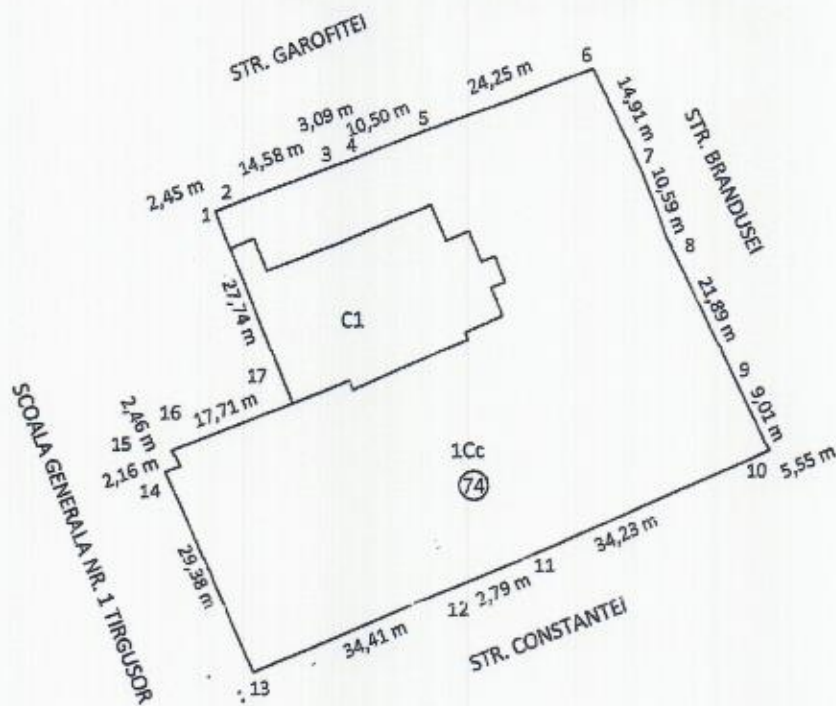 STR. GAROFITEI
6
24,25 m
5
10,50 m
3,09 m
4
3
14,58 m
2
2,45 m
1
14,91 m
7
10,59 m
STR. BRANDUSEI
8
21,89 m
9
9,01 m
10
5,55 m
27,74 m
C1
17
17,71 m
16
2,46 m
15
2,16 m
14
1Cc
74
SCOALA GENERALA NR. 1 TIRGUSOR
29,38 m
34,23 m
11
2,79 m
12
34,41 m
STR. CONSTANTEI
13